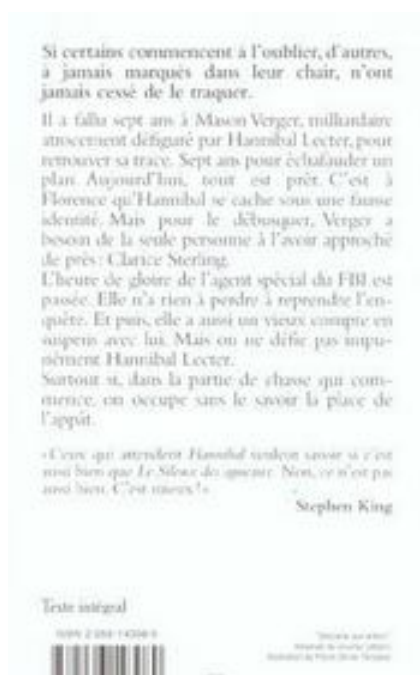 Si certains commencent à l'oublier, d'autres,
à jamais marqués dans leur chair, n'ont
jamais cessé de le traquer.
Il a fallu sept ans à Mason Verger, milliardaire
atrocement défiguré par Hannibal Lecter, pour
retrouver sa trace. Sept ans pour échafauder un
plan. Aujourd'hui, tout est prêt. C'est à
Florence qu'Hannibal se cache sous une fausse
identité. Mais pour le débusquer, Verger a
besoin de la seule personne à l'avoir approché
de près : Clarice Sterling.
L'heure de gloire de l'agent spécial du FBI est
passée. Elle n'a rien à perdre à reprendre l'en-
quête. Et puis, elle a aussi un vieux compte en
suspens avec lui. Mais on ne défie pas impu-
nément Hannibal Lecter.
Surtout si, dans la partie de chasse qui com-
mence, on occupe sans le savoir la place de
l'appât.
« Ceux qui attendent Hannibal veulent savoir si c'est
aussi bien que Le Silence des agneaux. Non, ce n'est pas
aussi bien. C'est mieux ! »
Stephen King
Texte intégral
ISBN